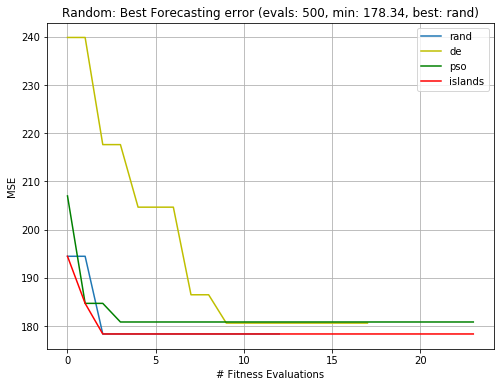 Random: Best Forecasting error (evals: 500, min: 178.34, best: rand)
rand
de
pso
islands
240
230
220
210
200
190
180
MSE
0 5 10 15 20
# Fitness Evaluations